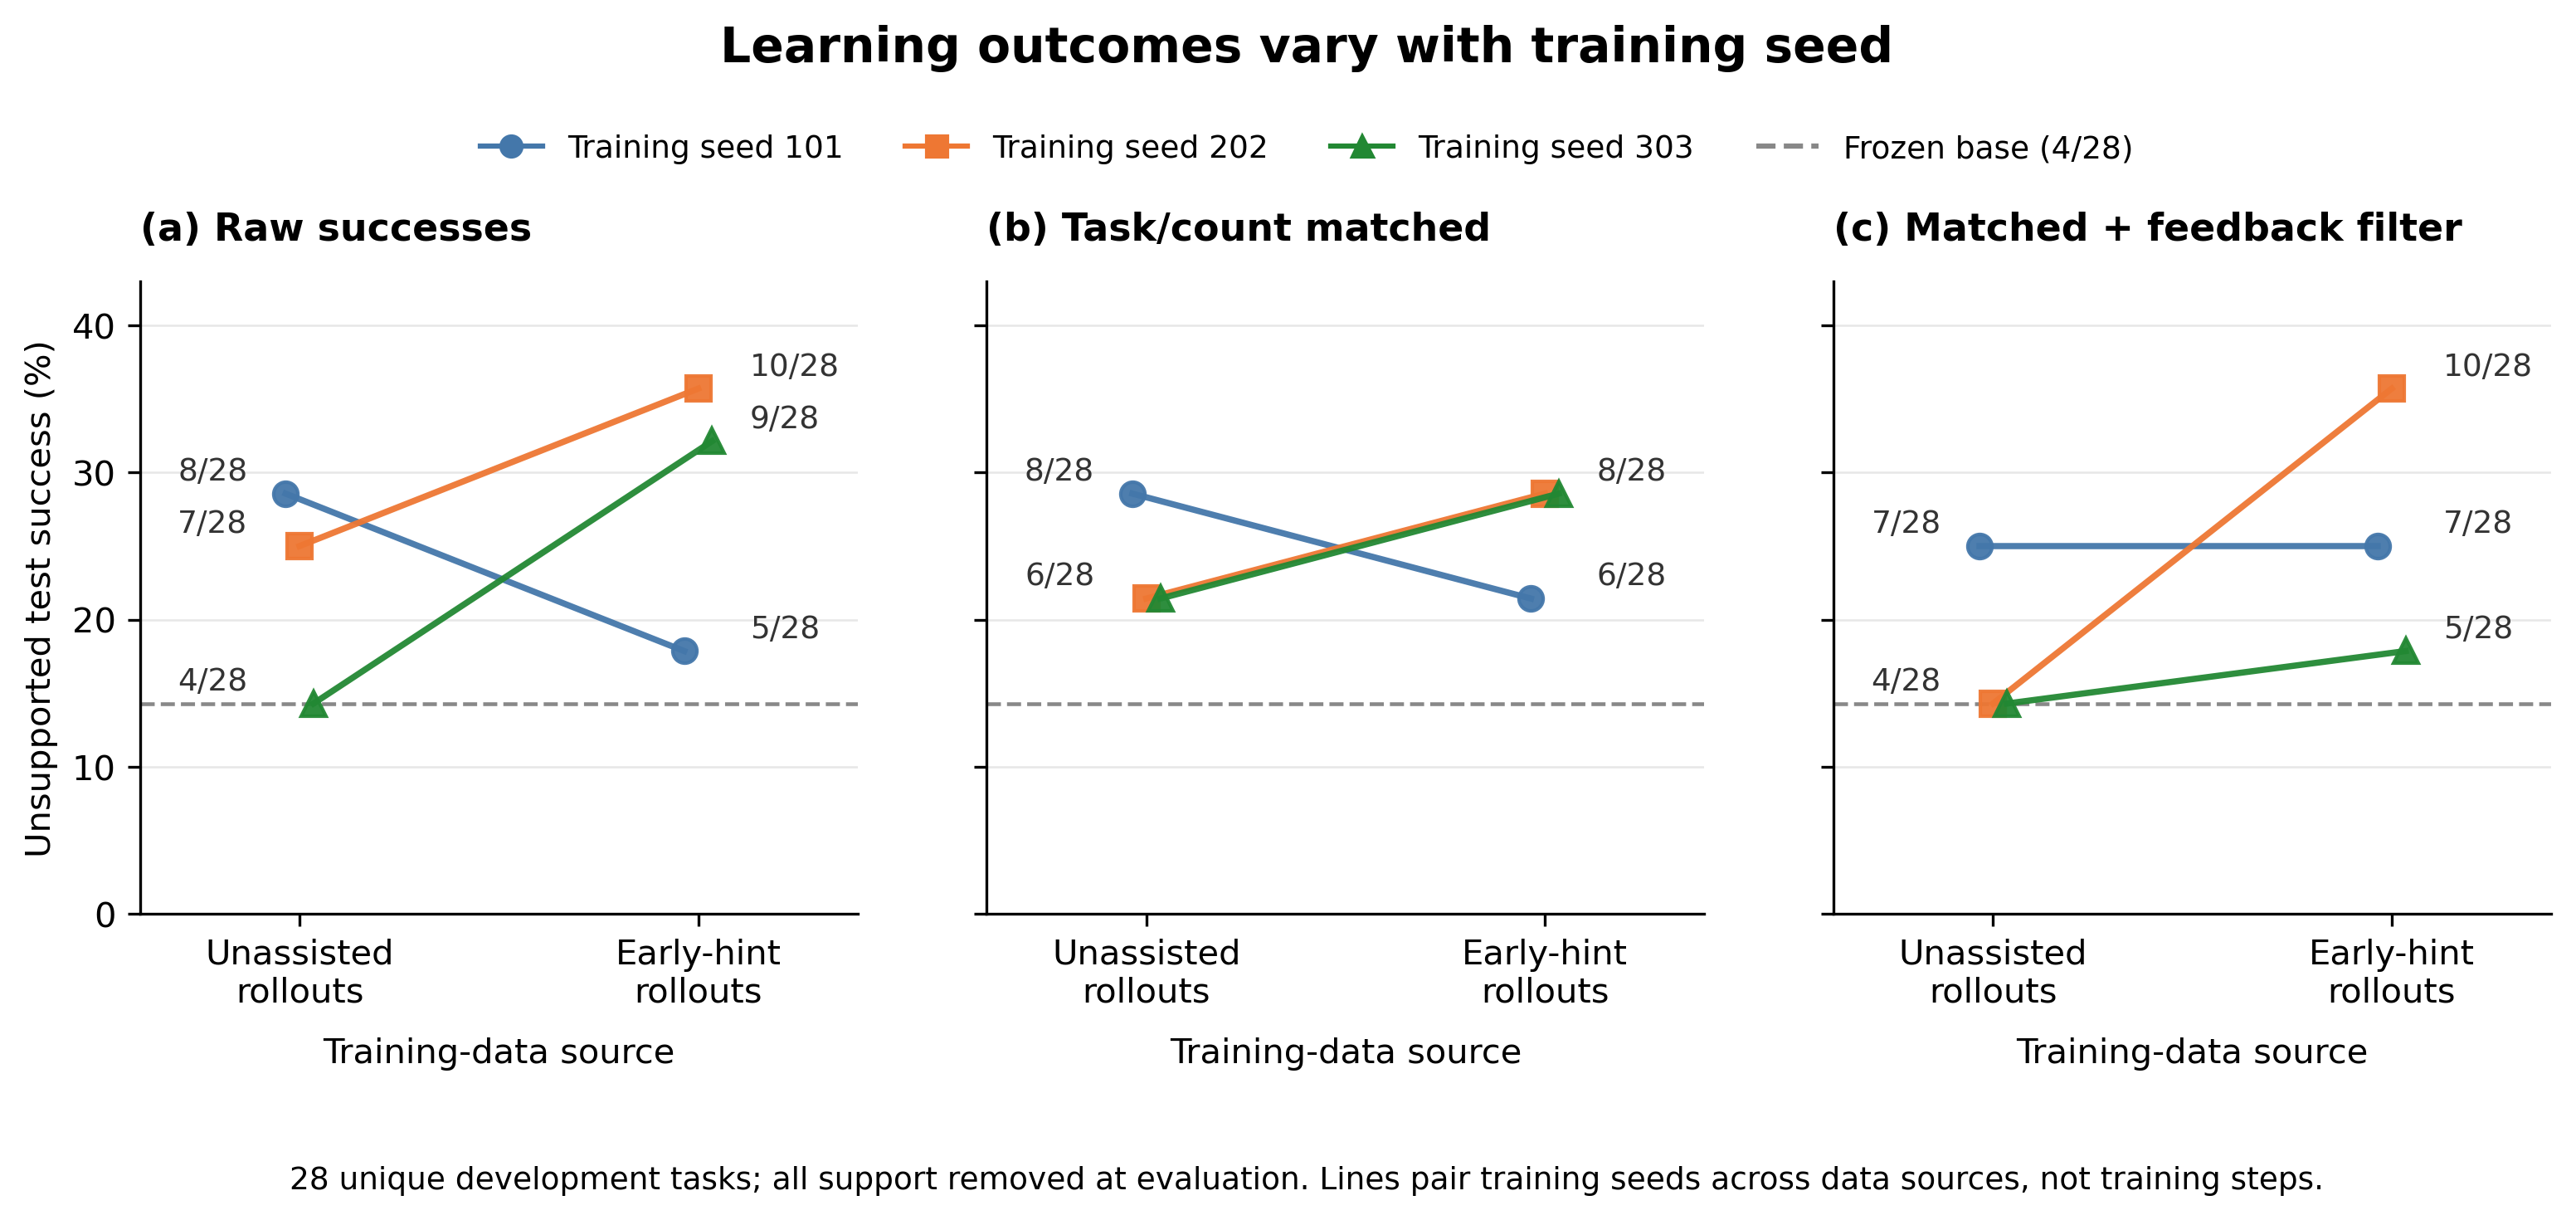 Learning outcomes vary with training seed
Training seed 101
Training seed 202
Training seed 303
Frozen base (4/28)
(a) Raw successes
(b) Task/count matched
(c) Matched + feedback filter
Unsupported test success (%)
40
30
20
10
0
8/28
7/28
4/28
10/28
9/28
5/28
Unassisted
rollouts
Early-hint
rollouts
Training-data source
8/28
6/28
8/28
6/28
Unassisted
rollouts
Early-hint
rollouts
Training-data source
7/28
4/28
10/28
7/28
5/28
Unassisted
rollouts
Early-hint
rollouts
Training-data source
28 unique development tasks; all support removed at evaluation. Lines pair training seeds across data sources, not training steps.